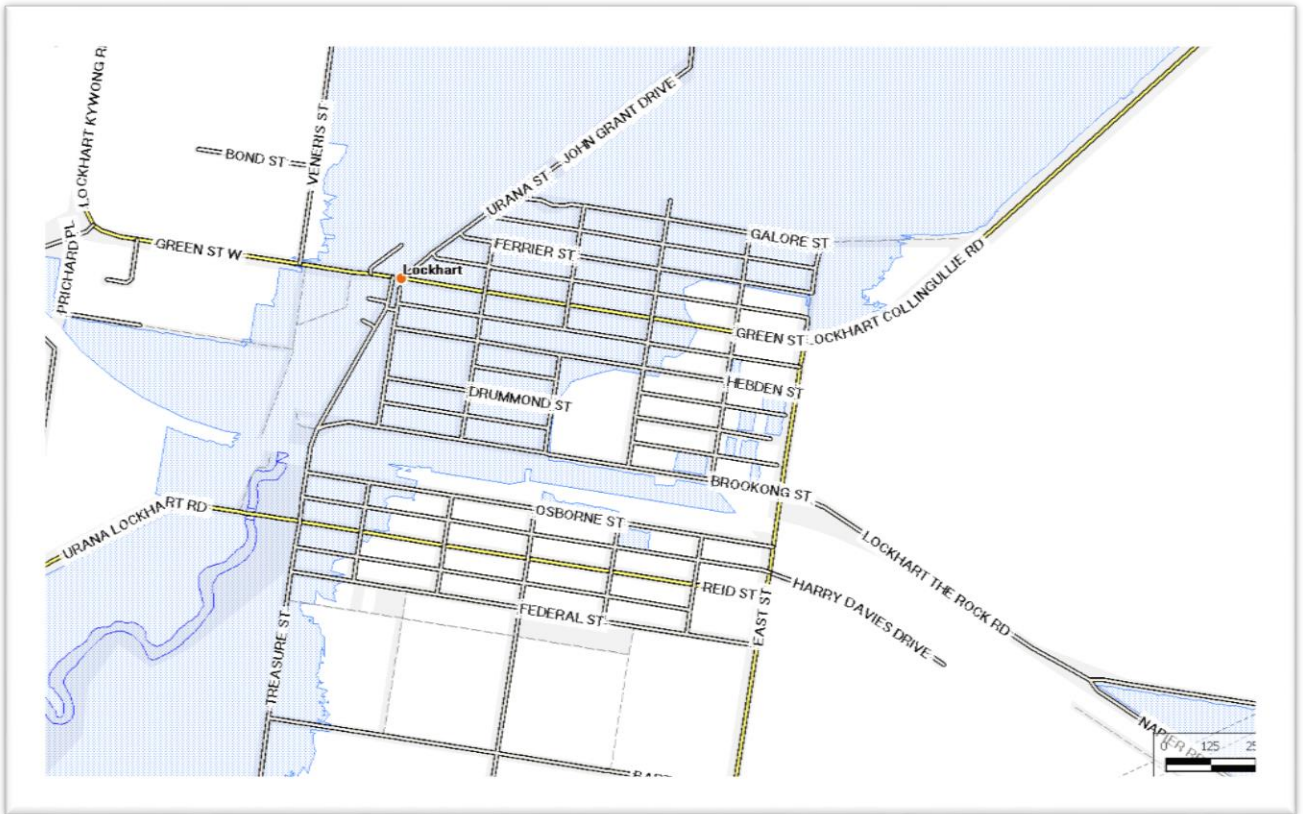 LOCKHART KYWONG R
VENERIS ST
JOHN GRANT DRIVE
BOND ST
URANA ST
PRICHARD PL
GREEN ST W
FERRIER ST
GALORE ST
Lockhart
GREEN ST
LOCKHART COLLINGULLIE RD
HEBDEN ST
DRUMMOND ST
BROOKONG ST
URANA LOCKHART RD
OSBORNE ST
LOCKHART THE ROCK RD
REID ST
HARRY DAVIES DRIVE
FEDERAL ST
EAST ST
TREASURE ST
NAPIER R
0 125 25